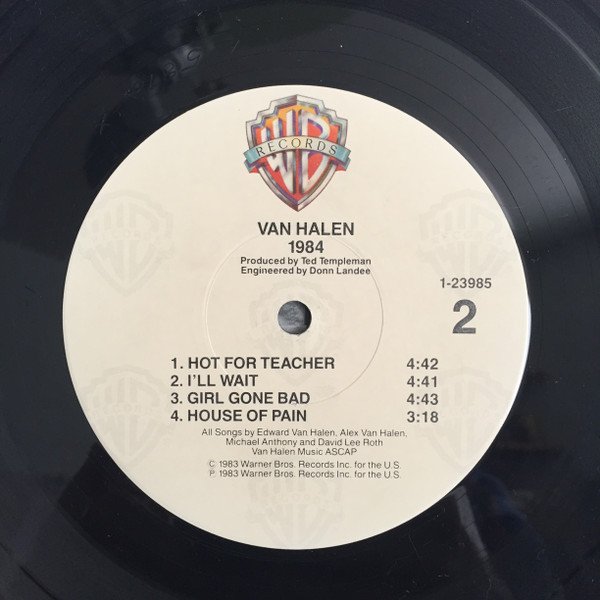 WB
RECORDS
VAN HALEN
1984
Produced by Ted Templeman
Engineered by Donn Landee
1-23985
2
1. HOT FOR TEACHER 4:42
2. I'LL WAIT 4:41
3. GIRL GONE BAD 4:43
4. HOUSE OF PAIN 3:18
All Songs by Edward Van Halen, Alex Van Halen,
Michael Anthony and David Lee Roth
Van Halen Music ASCAP
© 1983 Warner Bros. Records Inc. for the U.S.
℗ 1983 Warner Bros. Records Inc. for the U.S.